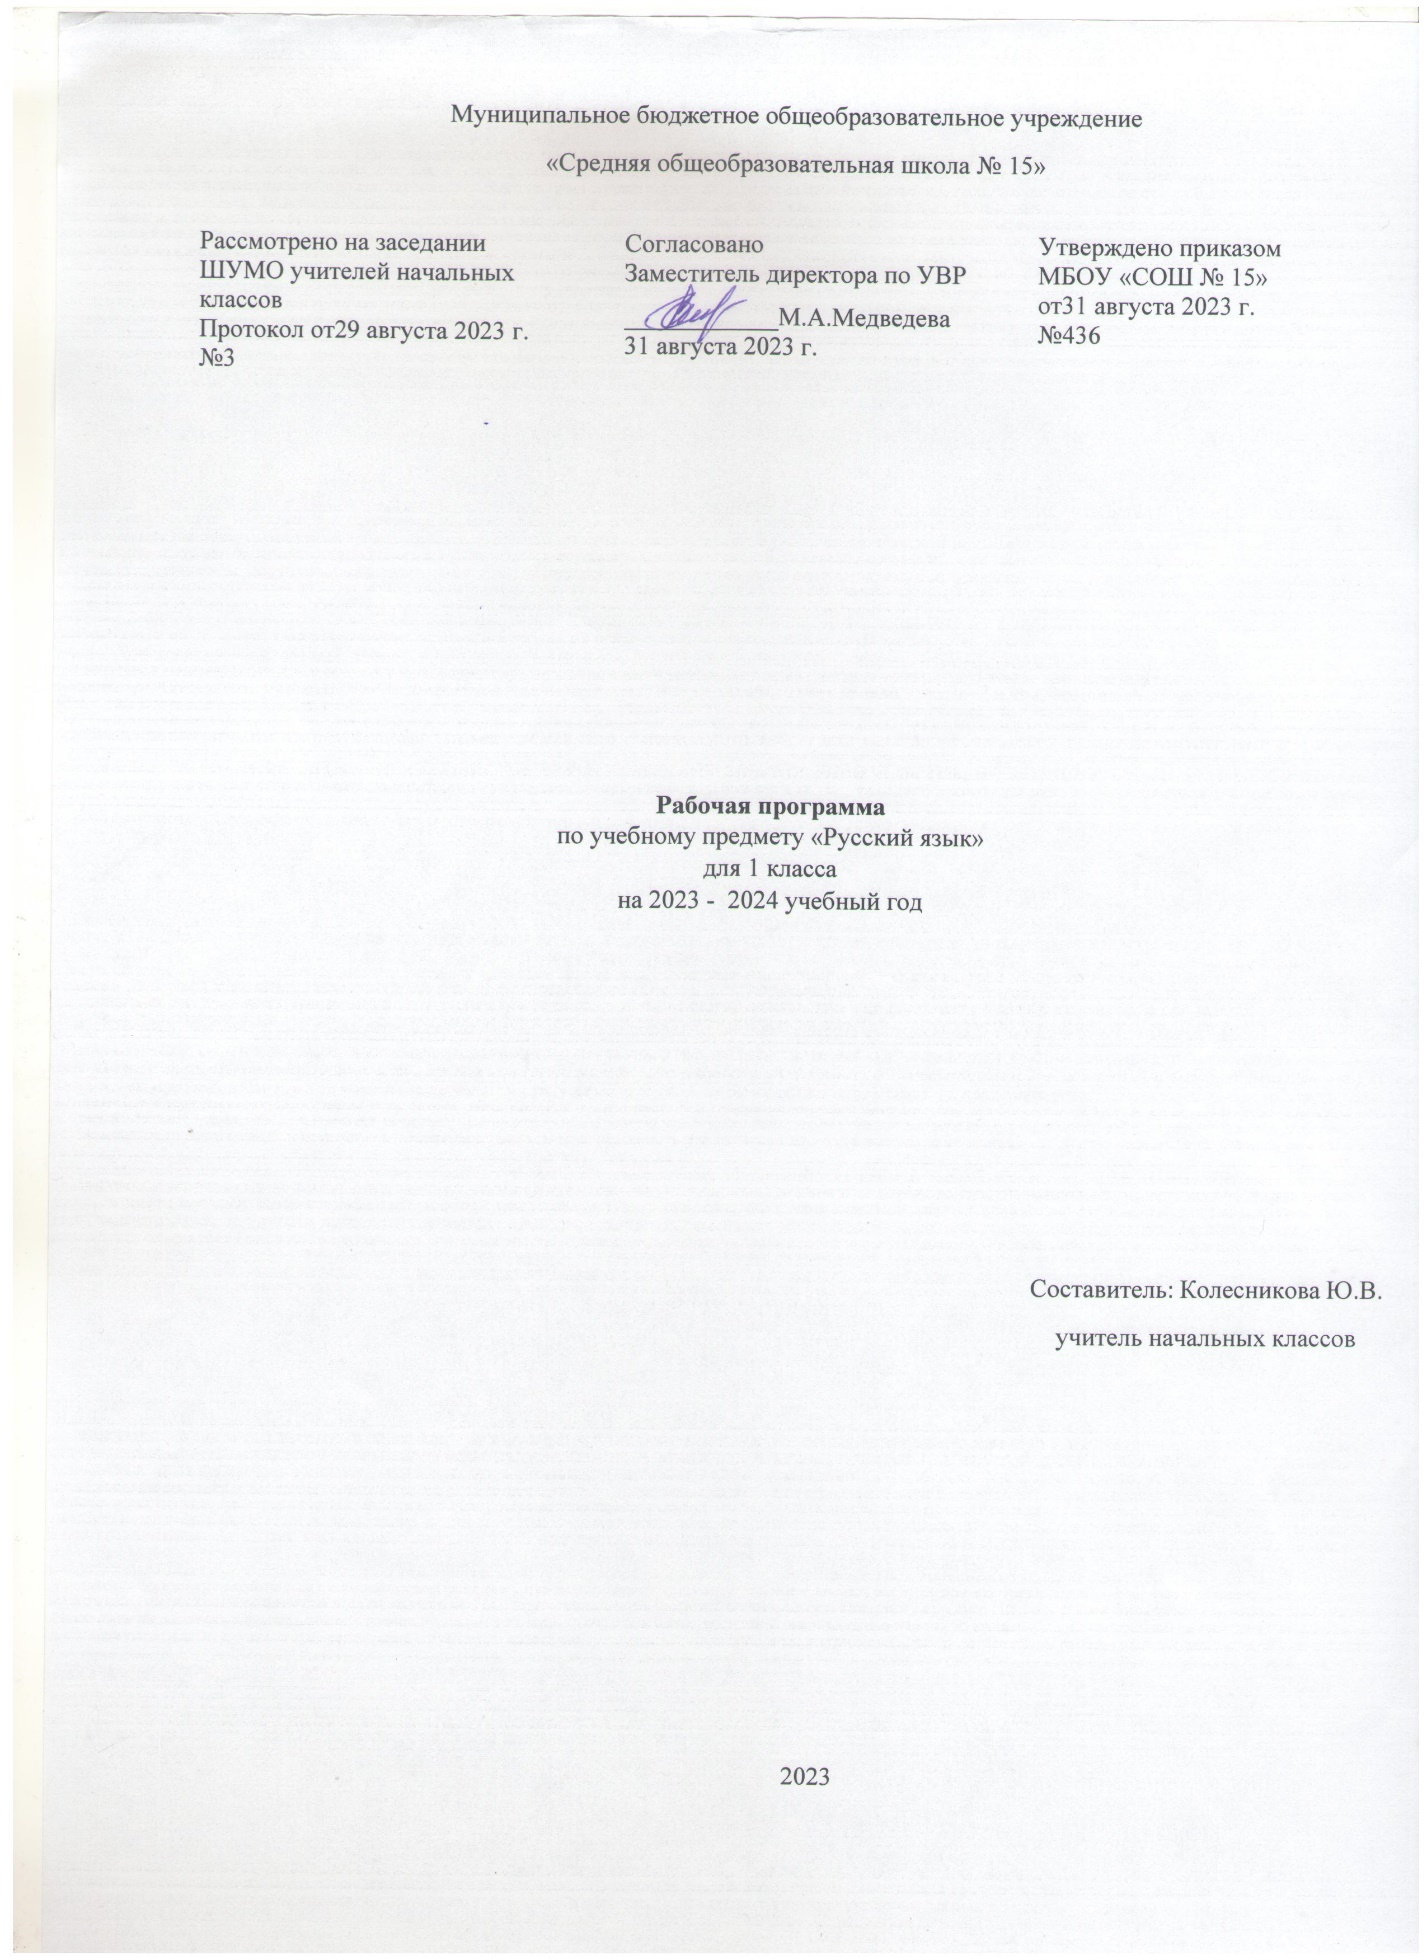 Муниципальное бюджетное общеобразовательное учреждение
«Средняя общеобразовательная школа № 15»
Рассмотрено на заседании
ШУМО учителей начальных
классов
Протокол от29 августа 2023 г.
№3
Согласовано
Заместитель директора по УВР
____________М.А.Медведева
31 августа 2023 г.
Утверждено приказом
МБОУ «СОШ № 15»
от31 августа 2023 г.
№436
Рабочая программа
по учебному предмету «Русский язык»
для 1 класса
на 2023 -  2024 учебный год
Составитель: Колесникова Ю.В.
учитель начальных классов
2023